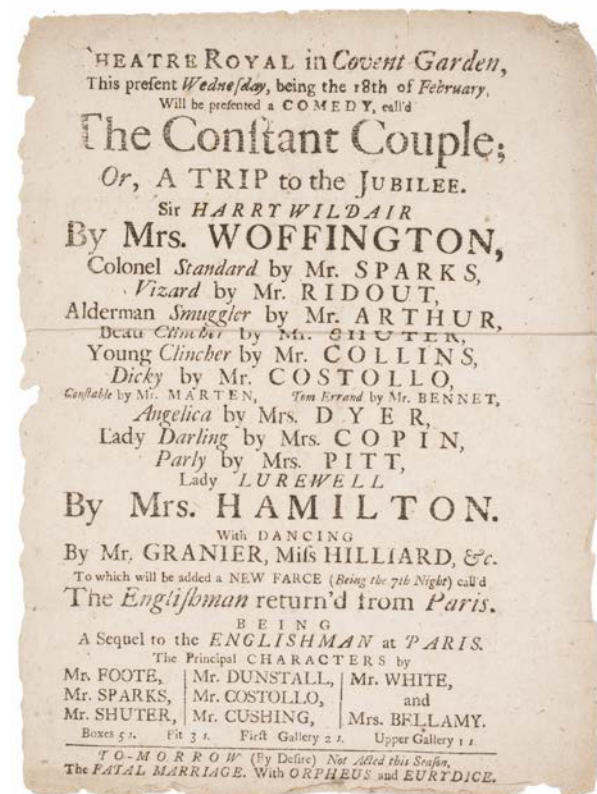 HEATRE ROYAL in Covent Garden,
This preſent Wedneſday, being the 18th of February,
Will be preſented a COMEDY, call'd
The Conſtant Couple;
Or, A TRIP to the JUBILEE.
Sir HARRY WILDAIR
By Mrs. WOFFINGTON,
Colonel Standard by Mr. SPARKS,
Vizard by Mr. RIDOUT,
Alderman Smuggler by Mr. ARTHUR,
Beau Clincher by Mr. SHUTER,
Young Clincher by Mr. COLLINS,
Dicky by Mr. COSTOLLO,
Conſtable by Mr. MARTEN, Tom Errand by Mr. BENNET,
Angelica by Mrs. DYER,
Lady Darling by Mrs. COPIN,
Parly by Mrs. PITT,
Lady LUREWELL
By Mrs. HAMILTON.
With DANCING
By Mr. GRANIER, Miſs HILLIARD, &c.
To which will be added a NEW FARCE (Being the 7th Night) call'd
The Engliſhman return'd from Paris.
BEING
A Sequel to the ENGLISHMAN at PARIS.
The Principal CHARACTERS by
Mr. FOOTE, Mr. DUNSTALL, Mr. WHITE,
Mr. SPARKS, Mr. COSTOLLO, and
Mr. SHUTER, Mr. CUSHING, Mrs. BELLAMY.
Boxes 5 s. Pit 3 s. Firſt Gallery 2 s. Upper Gallery 1 s.
TO-MORROW (By Deſire) Not Acted this Seaſon,
The FATAL MARRIAGE. With ORPHEUS and EURYDICE.